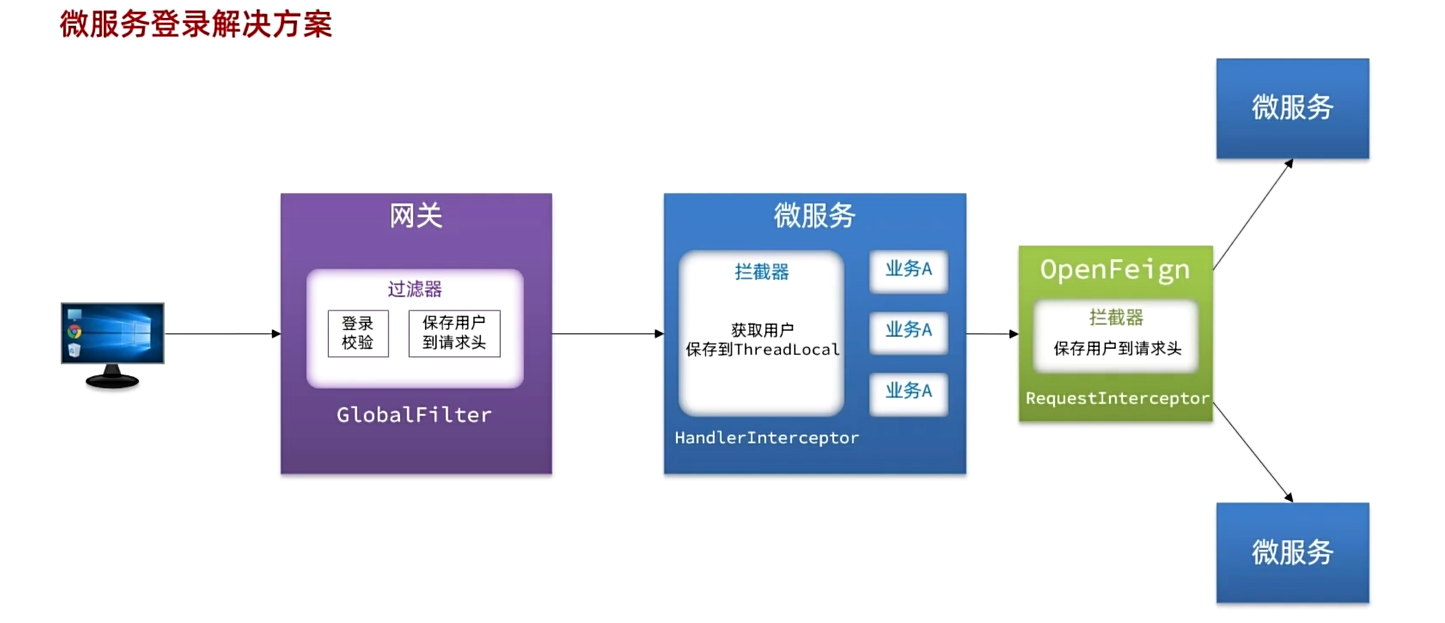 微服务登录解决方案
微服务
网关
过滤器
登录
校验
保存用户
到请求头
GlobalFilter
微服务
拦截器
获取用户
保存到ThreadLocal
HandlerInterceptor
业务A
业务A
业务A
OpenFeign
拦截器
保存用户到请求头
RequestInterceptor
微服务